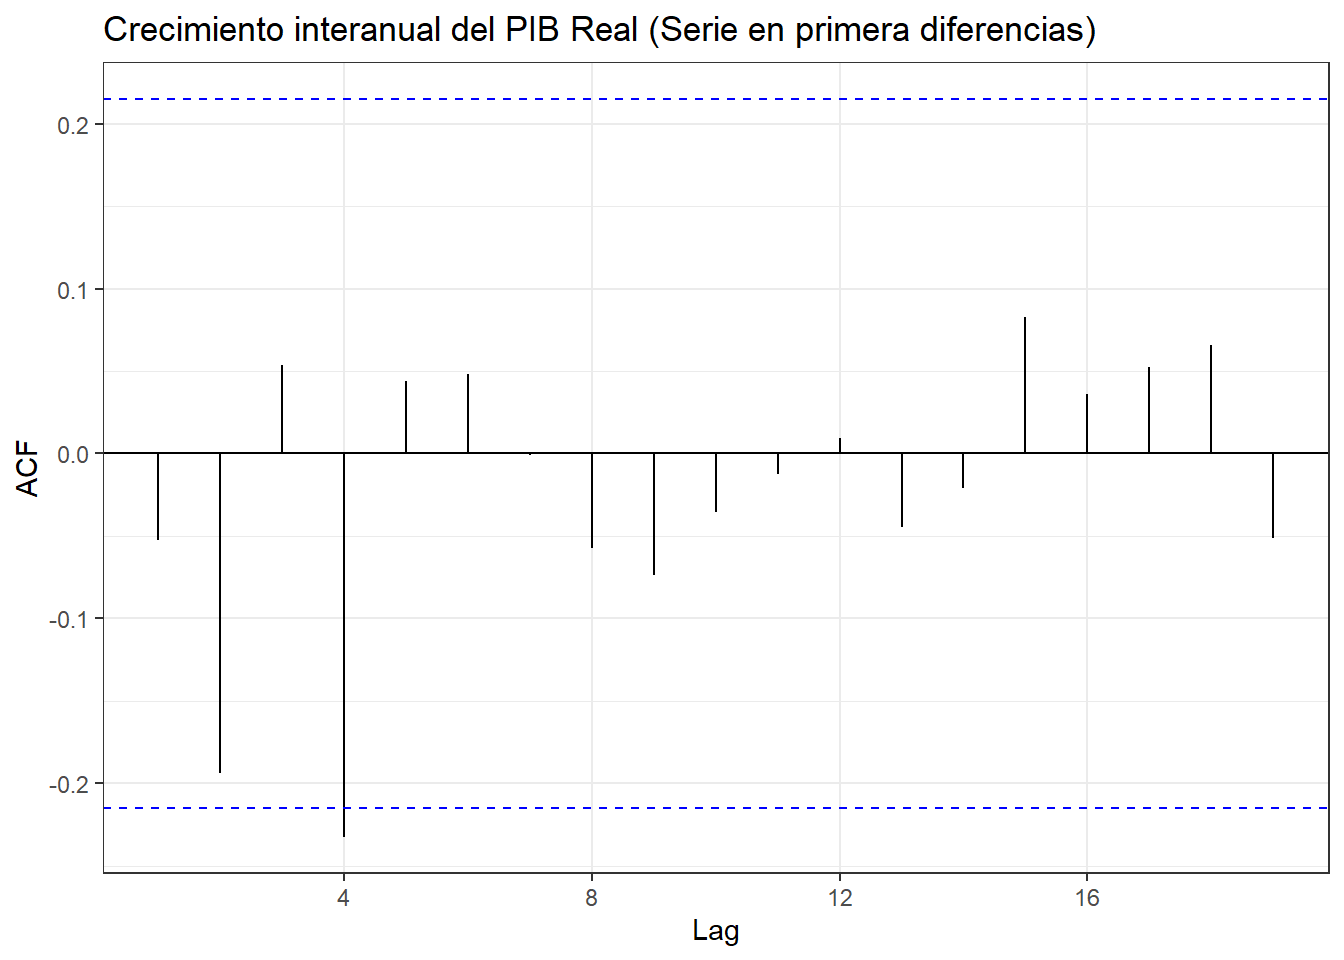 Crecimiento interanual del PIB Real (Serie en primera diferencias)
0.2
0.1
0.0
-0.1
-0.2
ACF
4 8 12 16
Lag